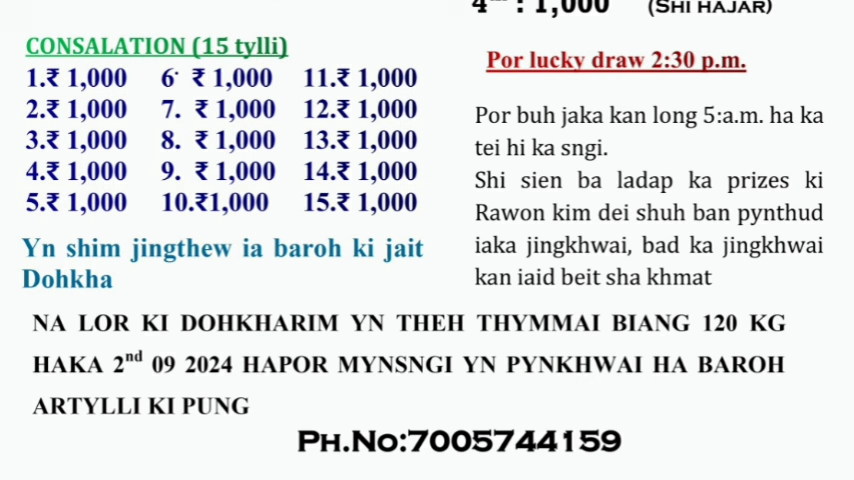 4th : 1,000 (SHI HAJAR)
CONSALATION (15 tylli)
1.₹ 1,000 6. ₹ 1,000 11.₹ 1,000
2.₹ 1,000 7. ₹ 1,000 12.₹ 1,000
3.₹ 1,000 8. ₹ 1,000 13.₹ 1,000
4.₹ 1,000 9. ₹ 1,000 14.₹ 1,000
5.₹ 1,000 10.₹1,000 15.₹ 1,000
Yn shim jingthew ia baroh ki jait
Dohkha
Por lucky draw 2:30 p.m.
Por buh jaka kan long 5:a.m. ha ka
tei hi ka sngi.
Shi sien ba ladap ka prizes ki
Rawon kim dei shuh ban pynthud
iaka jingkhwai, bad ka jingkhwai
kan iaid beit sha khmat
NA LOR KI DOHKHARIM YN THEH THYMMAI BIANG 120 KG
HAKA 2nd 09 2024 HAPOR MYNSNGI YN PYNKHWAI HA BAROH
ARTYLLI KI PUNG
PH.NO:7005744159